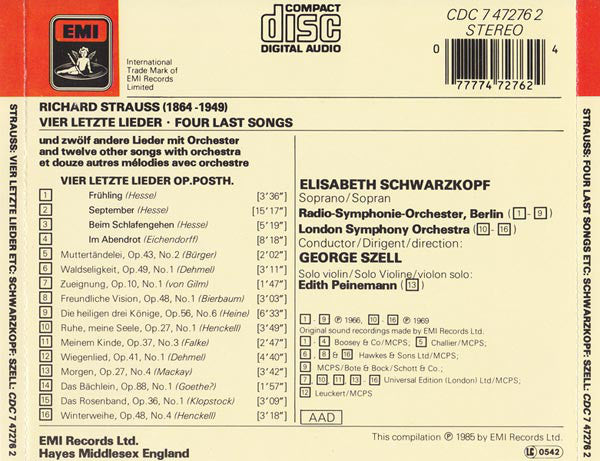 EMI
International
Trade Mark of
EMI Records
Limited
COMPACT
disc
DIGITAL AUDIO
CDC 7 47276 2
STEREO
0
77774 72762
4
RICHARD STRAUSS (1864-1949)
VIER LETZTE LIEDER · FOUR LAST SONGS
und zwölf andere Lieder mit Orchester
and twelve other songs with orchestra
et douze autres mélodies avec orchestre
VIER LETZTE LIEDER OP.POSTH.
1 Frühling (Hesse) [3'36"]
2 September (Hesse) [15'17"]
3 Beim Schlafengehen (Hesse) [5'19"]
4 Im Abendrot (Eichendorff) [8'18"]
5 Muttertändelei, Op.43, No.2 (Bürger) [2'02"]
6 Waldseligkeit, Op.49, No.1 (Dehmel) [3'11"]
7 Zueignung, Op.10, No.1 (von Gilm) [1'47"]
8 Freundliche Vision, Op.48, No.1 (Bierbaum) [3'03"]
9 Die heiligen drei Könige, Op.56, No.6 (Heine) [6'33"]
10 Ruhe, meine Seele, Op.27, No.1 (Henckell) [3'49"]
11 Meinem Kinde, Op.37, No.3 (Falke) [2'47"]
12 Wiegenlied, Op.41, No.1 (Dehmel) [4'40"]
13 Morgen, Op.27, No.4 (Mackay) [3'42"]
14 Das Bächlein, Op.88, No.1 (Goethe?) [1'57"]
15 Das Rosenband, Op.36, No.1 (Klopstock) [3'09"]
16 Winterweihe, Op.48, No.4 (Henckell) [3'18"]
ELISABETH SCHWARZKOPF
Soprano/Sopran
Radio-Symphonie-Orchester, Berlin (1-9)
London Symphony Orchestra (10-16)
Conductor/Dirigent/direction:
GEORGE SZELL
Solo violin/Solo Violine/violon solo:
Edith Peinemann (13)
1-9 ℗ 1966, 10-16 ℗ 1969
Original sound recordings made by EMI Records Ltd.
1-4 Boosey & Co/MCPS; 5 Challier/MCPS;
6, 8 & 16 Hawkes & Sons Ltd/MCPS;
9 MCPS/Bote & Bock/Schott & Co.;
7, 10, 11, 13-16 Universal Edition (London) Ltd/MCPS;
12 Leuckert/MCPS
AAD
EMI Records Ltd.
Hayes Middlesex England
This compilation ℗ 1985 by EMI Records Ltd.
LC 0542
STRAUSS: VIER LETZTE LIEDER ETC: SCHWARZKOPF: SZELL: CDC 7 47276 2
STRAUSS: FOUR LAST SONGS ETC: SCHWARZKOPF: SZELL: CDC 7 47276 2